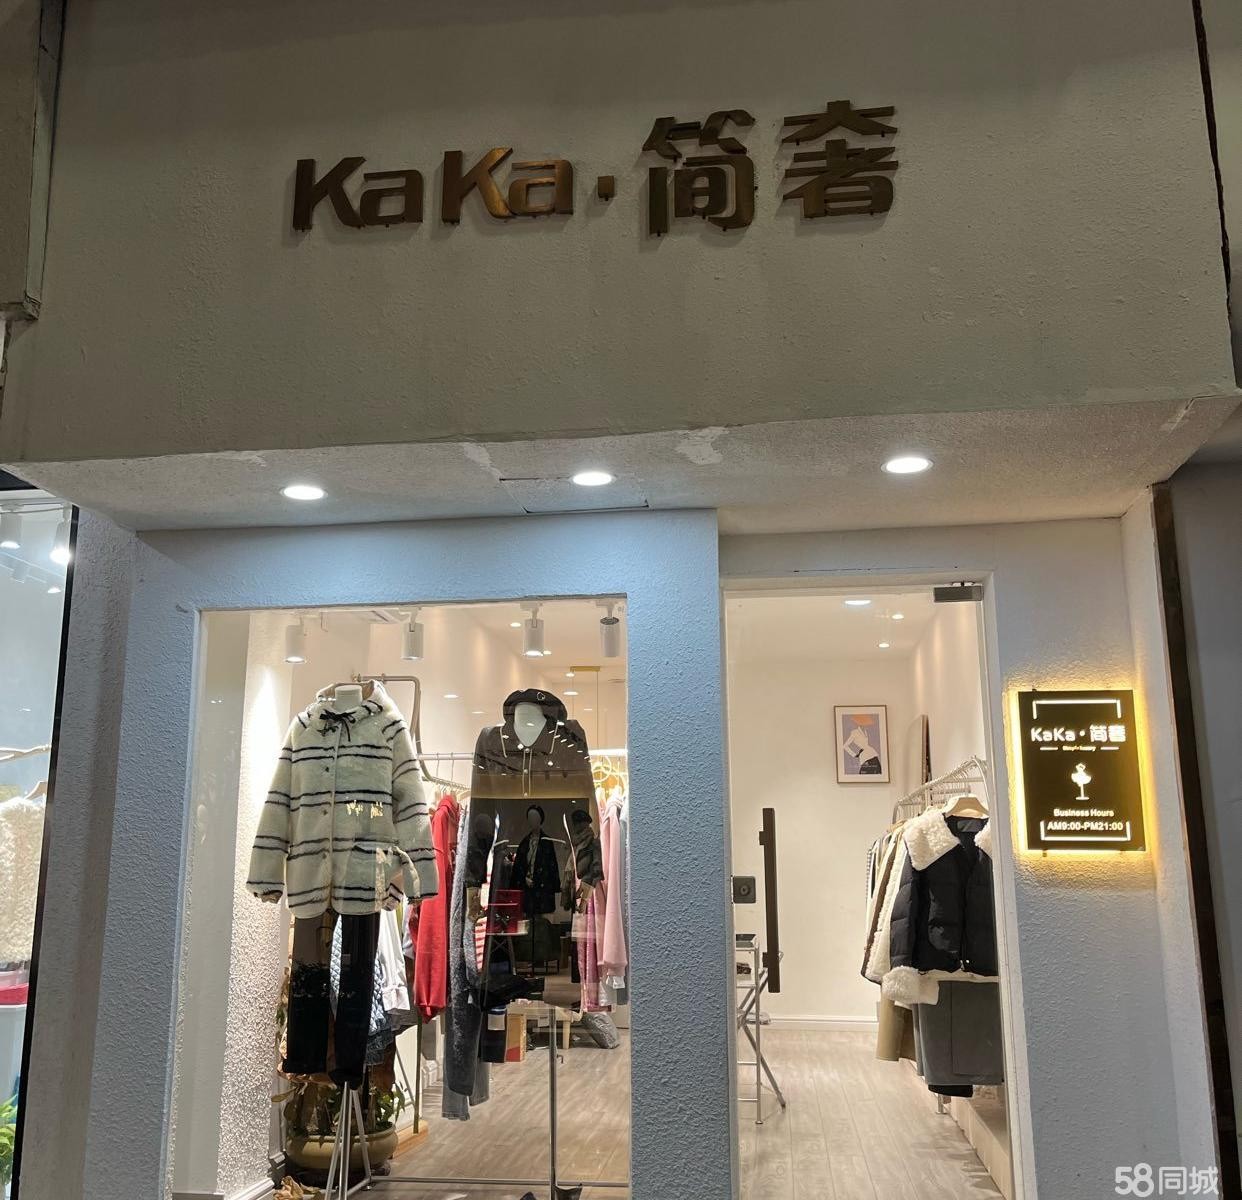 KaKa·简奢
KaKa·简奢
Business Hours
AM9:00-PM21:00
58同城